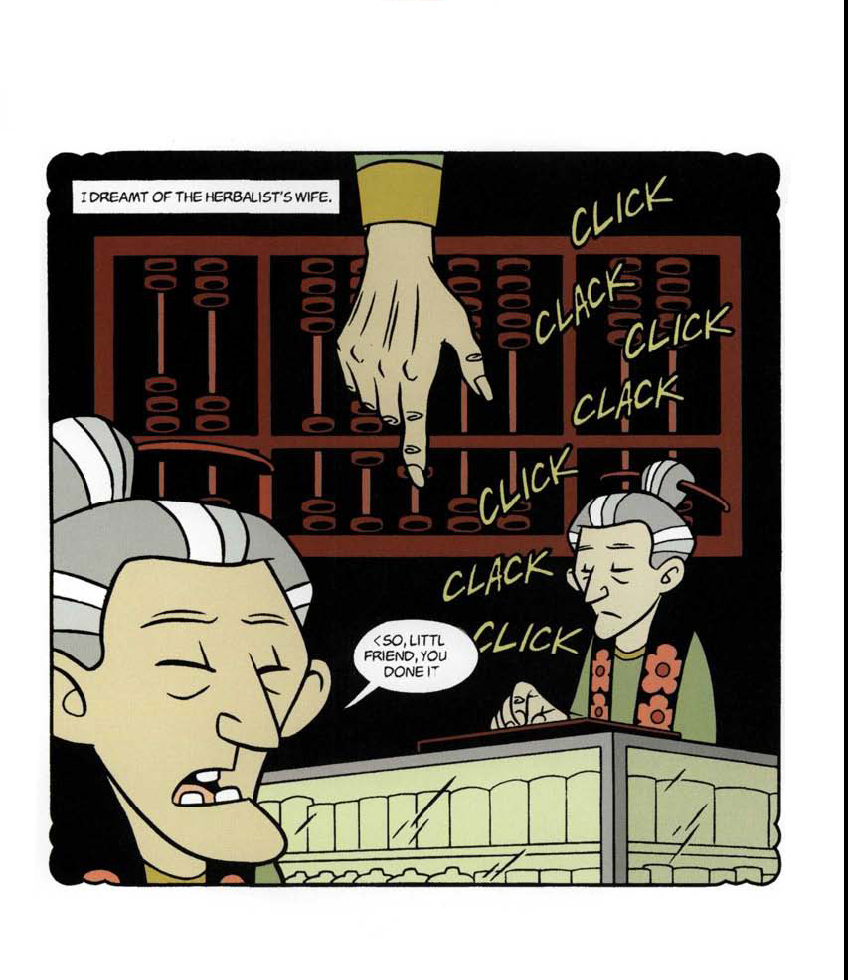 I DREAMT OF THE HERBALIST'S WIFE.
CLICK
CLACK
CLICK
CLACK
CLICK
CLACK
CLICK
<SO, LITTL
FRIEND, YOU
DONE IT